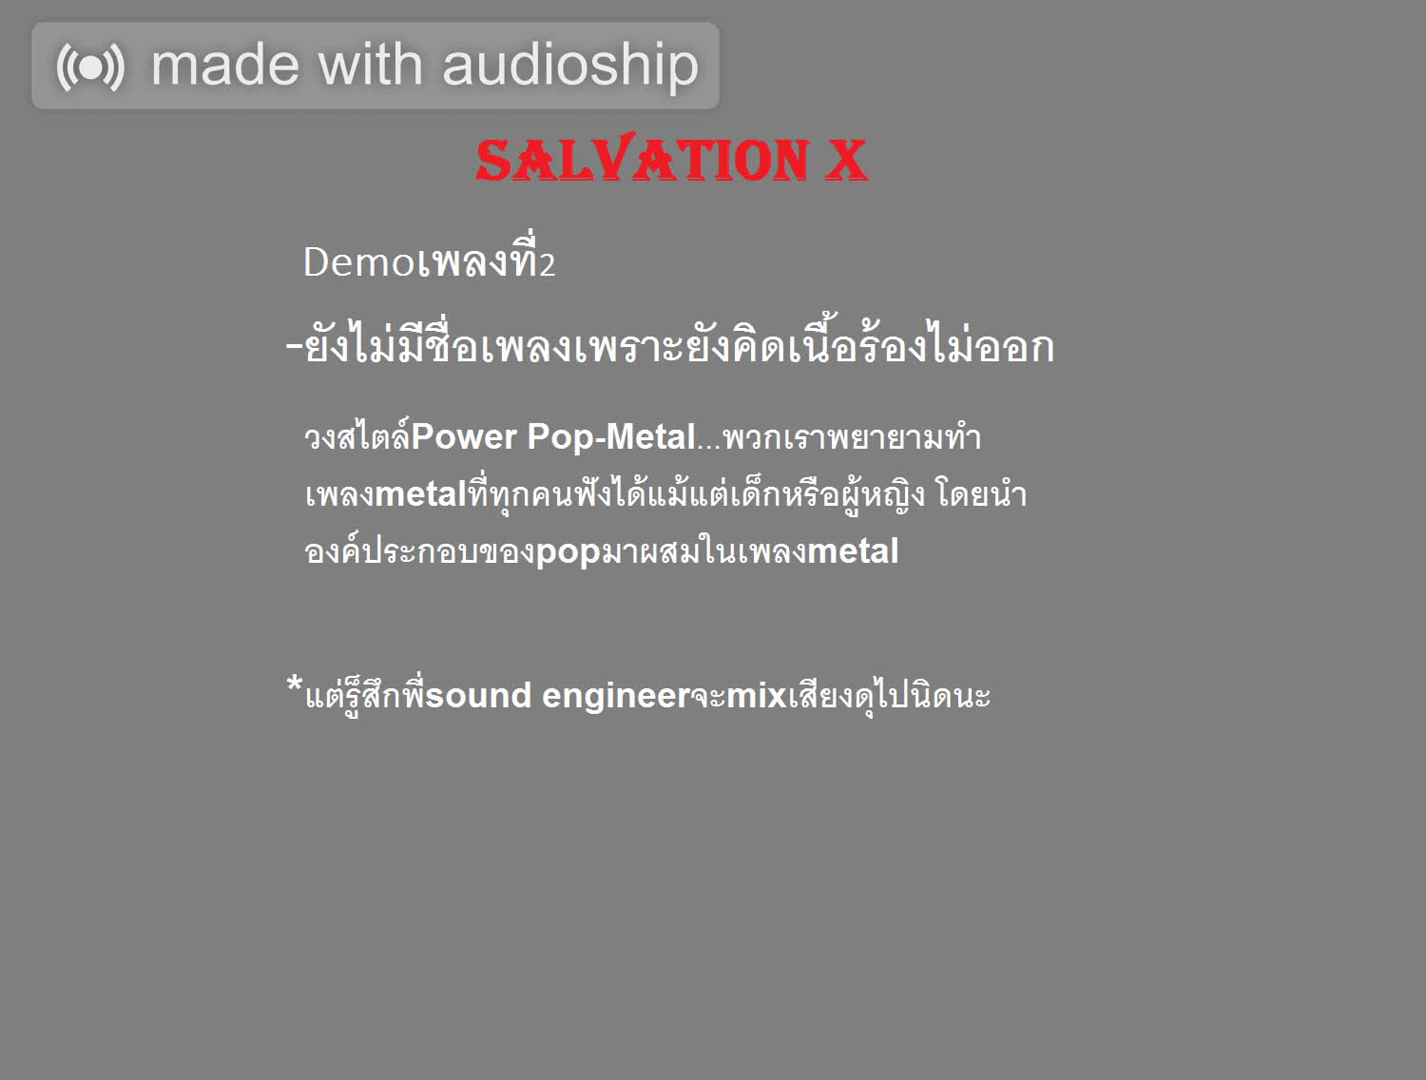 made with audioship
SALVATION X
Demoเพลงที่2
-ยังไม่มีชื่อเพลงเพราะยังคิดเนื้อร้องไม่ออก
วงสไตล์Power Pop-Metal...พวกเราพยายามทำ
เพลงmetalที่ทุกคนฟังได้แม้แต่เด็กหรือผู้หญิง โดยนำ
องค์ประกอบของpopมาผสมในเพลงmetal
*แต่รู็สึกพี่sound engineerจะmixเสียงดุไปนิดนะ